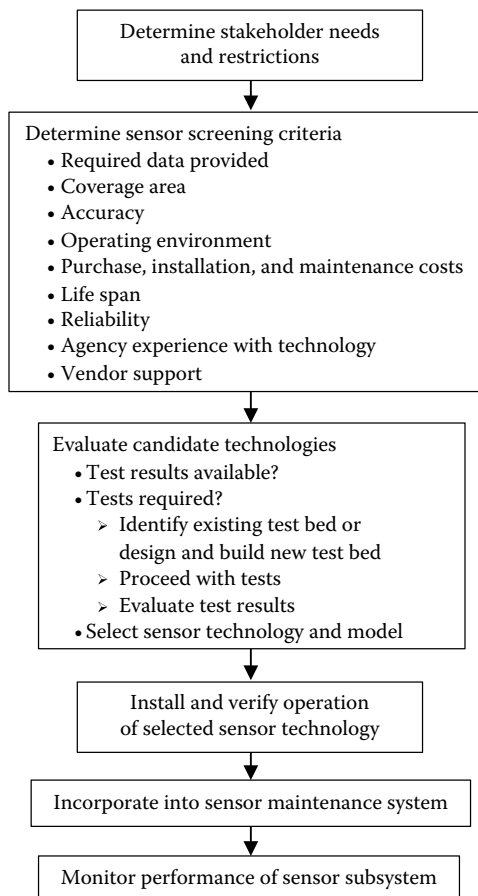 Determine stakeholder needs
and restrictions
Determine sensor screening criteria
• Required data provided
• Coverage area
• Accuracy
• Operating environment
• Purchase, installation, and maintenance costs
• Life span
• Reliability
• Agency experience with technology
• Vendor support
Evaluate candidate technologies
• Test results available?
• Tests required?
➢ Identify existing test bed or
design and build new test bed
➢ Proceed with tests
➢ Evaluate test results
• Select sensor technology and model
Install and verify operation
of selected sensor technology
Incorporate into sensor maintenance system
Monitor performance of sensor subsystem